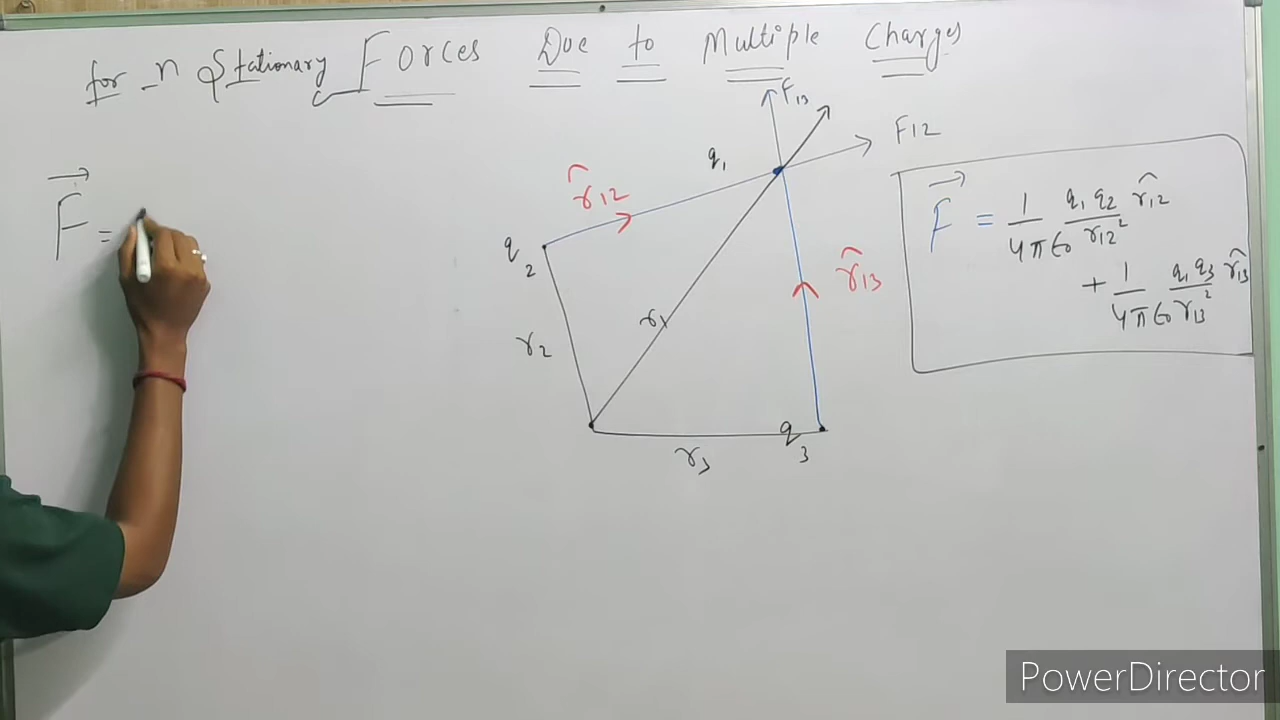 for n Stationary Forces Due to Multiple Charges
F⃗ =
F13
F12
q1
r̂12
q2
r̂13
r1
r2
q3
r3
F⃗ = 1/4πϵ0 q1q2/r12² r̂12
+ 1/4πϵ0 q1q3/r13² r̂13
PowerDirector